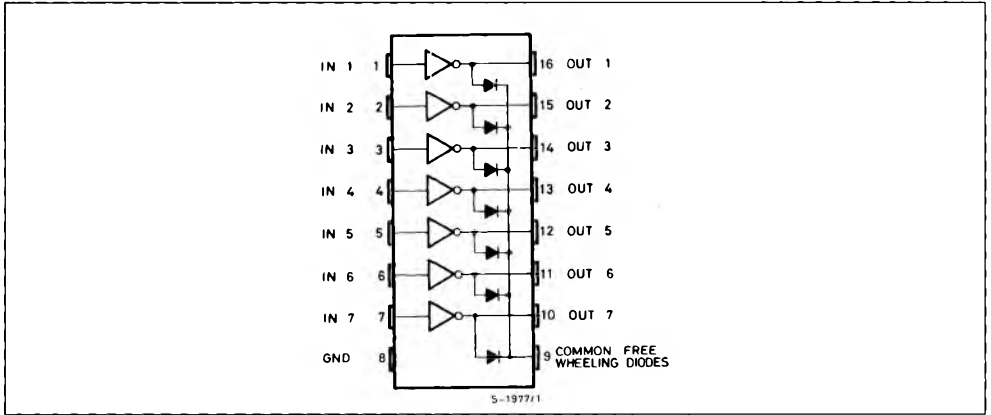 IN 1 1 16 OUT 1
IN 2 2 15 OUT 2
IN 3 3 14 OUT 3
IN 4 4 13 OUT 4
IN 5 5 12 OUT 5
IN 6 6 11 OUT 6
IN 7 7 10 OUT 7
GND 8 9 COMMON FREE
WHEELING DIODES
S-1977/1